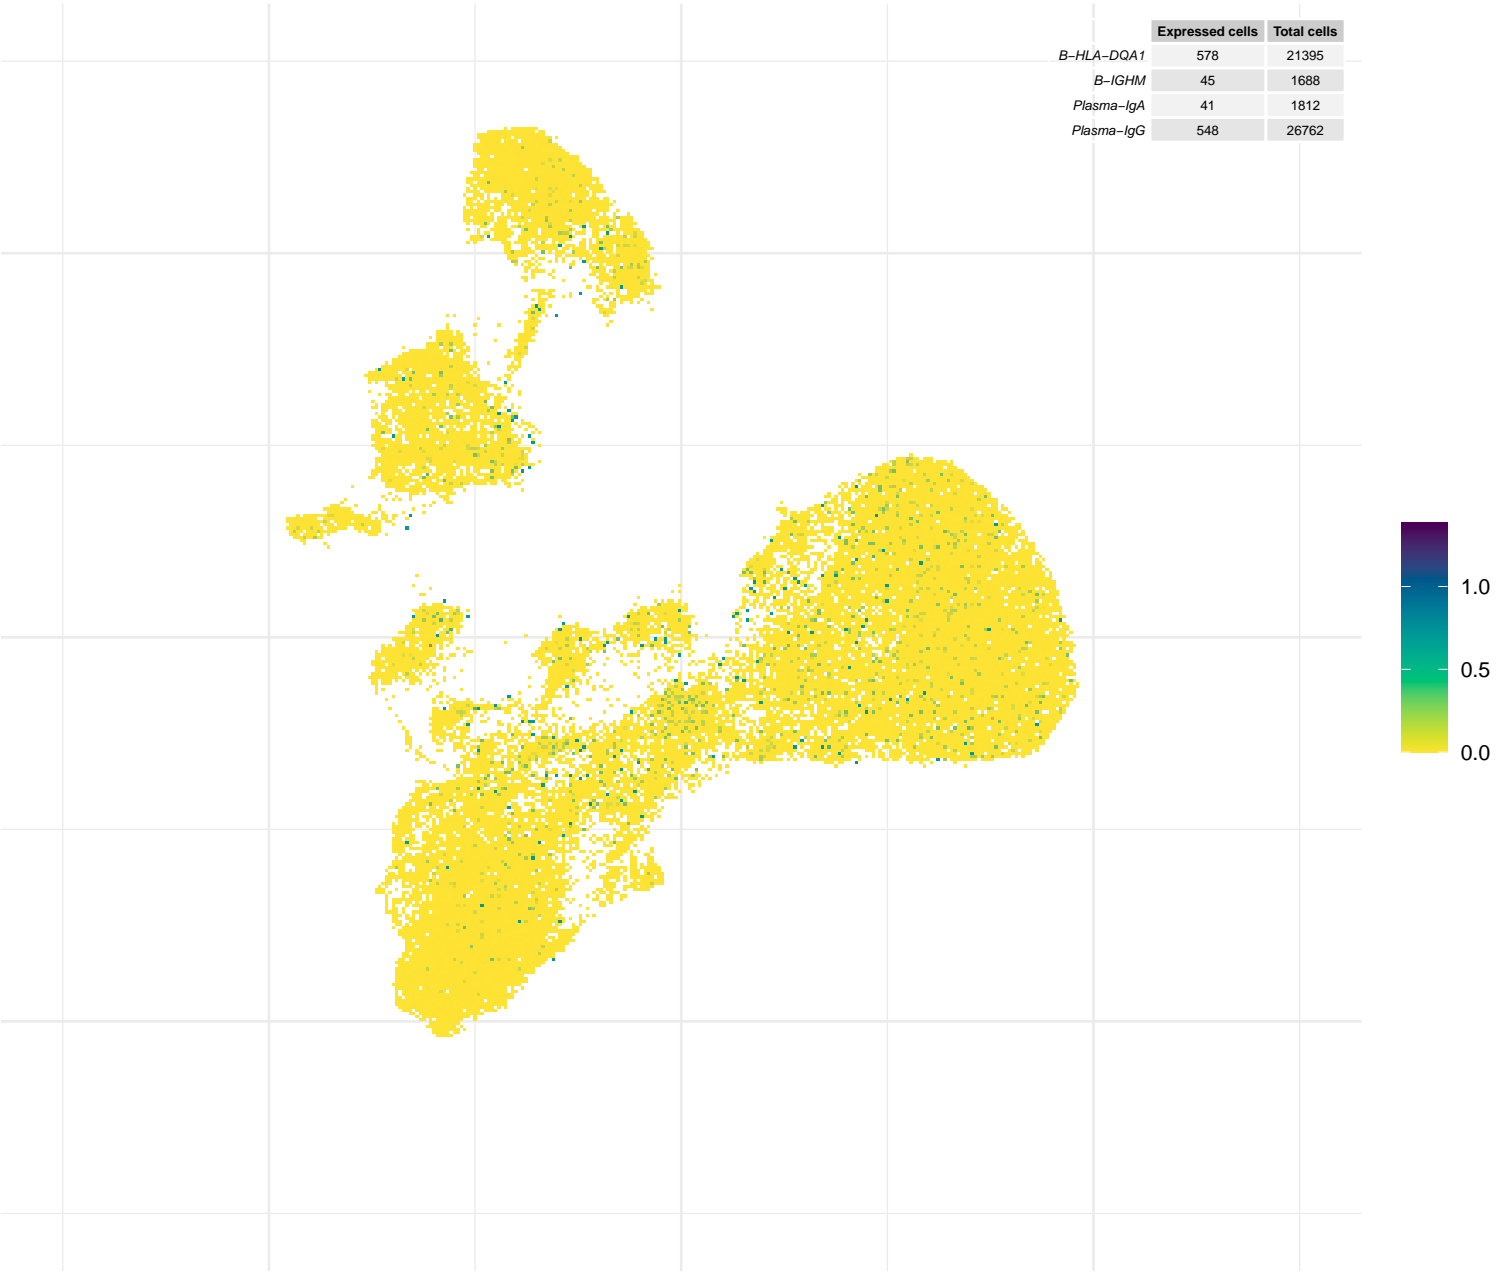 Expressed cells Total cells
B−HLA−DQA1 578 21395
B−IGHM 45 1688
Plasma−IgA 41 1812
Plasma−IgG 548 26762
1.0
0.5
0.0